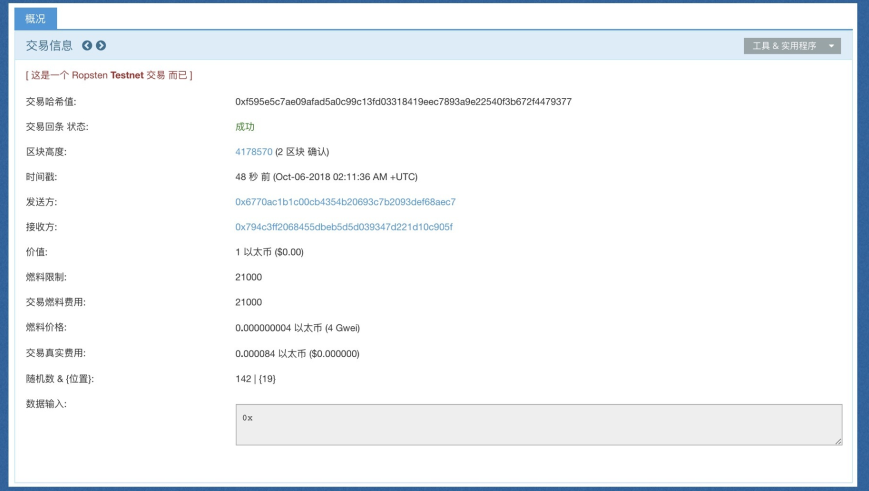 概况
交易信息
工具 & 实用程序
[ 这是一个 Ropsten Testnet 交易 而已 ]
交易哈希值: 0xf595e5c7ae09afad5a0c99c13fd03318419eec7893a9e22540f3b672f4479377
交易回条 状态: 成功
区块高度: 4178570 (2 区块 确认)
时间戳: 48 秒 前 (Oct-06-2018 02:11:36 AM +UTC)
发送方: 0x6770ac1b1c00cb4354b20693c7b2093def68aec7
接收方: 0x794c3ff2068455dbeb5d5d039347d221d10c905f
价值: 1 以太币 ($0.00)
燃料限制: 21000
交易燃料费用: 21000
燃料价格: 0.000000004 以太币 (4 Gwei)
交易真实费用: 0.000084 以太币 ($0.000000)
随机数 & {位置}: 142 | {19}
数据输入:
0x